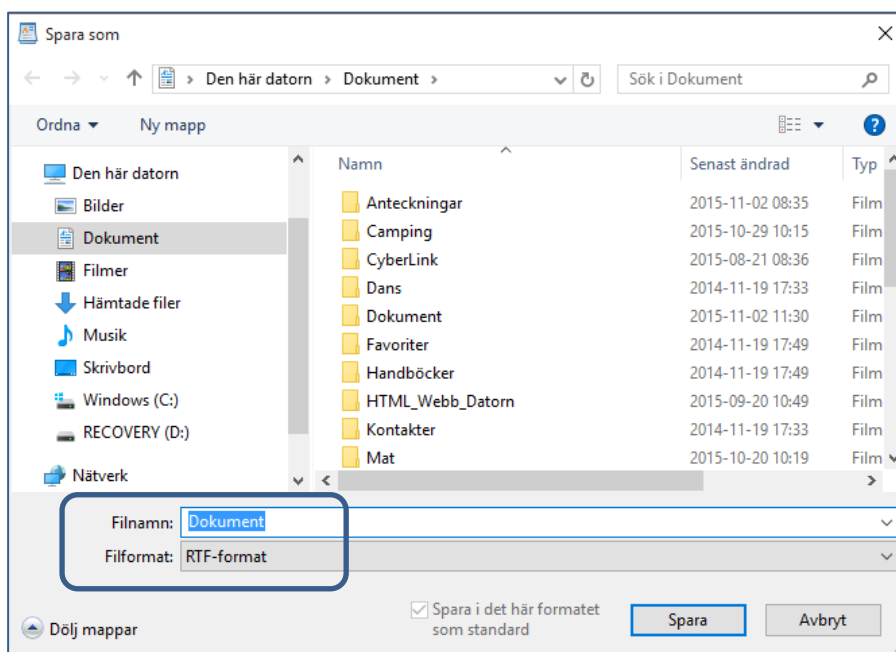 Spara som
Den här datorn > Dokument >
Sök i Dokument
Ordna Ny mapp
?
Den här datorn
Bilder
Dokument
Filmer
Hämtade filer
Musik
Skrivbord
Windows (C:)
RECOVERY (D:)
Nätverk
Namn Senast ändrad Typ
Anteckningar 2015-11-02 08:35 Film
Camping 2015-10-29 10:15 Film
CyberLink 2015-08-21 08:36 Film
Dans 2014-11-19 17:33 Film
Dokument 2015-11-02 11:30 Film
Favoriter 2014-11-19 17:49 Film
Handböcker 2014-11-19 17:49 Film
HTML_Webb_Datorn 2015-09-20 10:49 Film
Kontakter 2014-11-19 17:33 Film
Mat 2015-10-20 10:19 Film
Filnamn: Dokument
Filformat: RTF-format
Dölj mappar
Spara i det här formatet
som standard
Spara
Avbryt